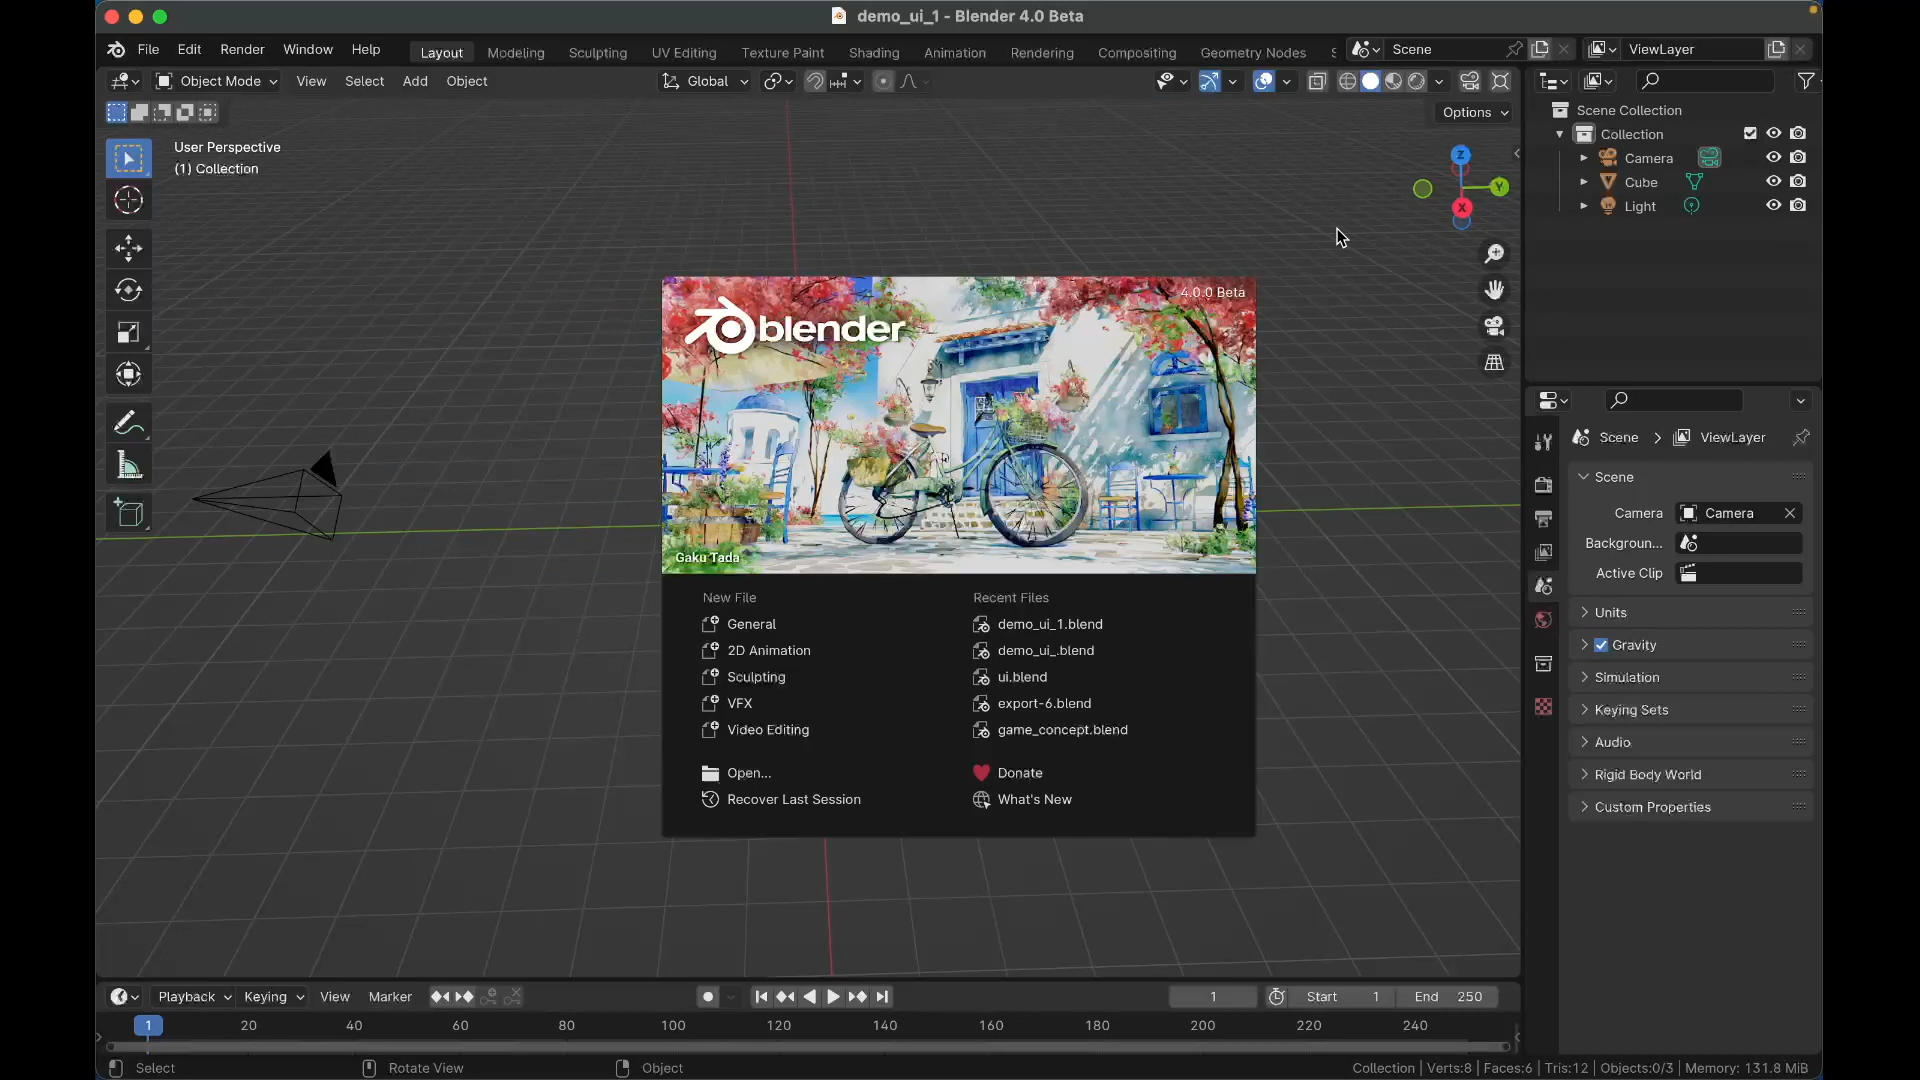 demo_ui_1 - Blender 4.0 Beta
File Edit Render Window Help Layout Modeling Sculpting UV Editing Texture Paint Shading Animation Rendering Compositing Geometry Nodes Scene ViewLayer
Object Mode View Select Add Object Global
Options
User Perspective
(1) Collection
Z
Y
X
Scene Collection
Collection
Camera
Cube
Light
4.0.0 Beta
blender
Gaku Tada
New File
General
2D Animation
Sculpting
VFX
Video Editing
Open...
Recover Last Session
Recent Files
demo_ui_1.blend
demo_ui_.blend
ui.blend
export-6.blend
game_concept.blend
Donate
What's New
Scene ViewLayer
Scene
Camera Camera
Backgroun...
Active Clip
Units
Gravity
Simulation
Keying Sets
Audio
Rigid Body World
Custom Properties
Playback Keying View Marker 1 Start 1 End 250
1 20 40 60 80 100 120 140 160 180 200 220 240
Select Rotate View Object Collection | Verts:8 | Faces:6 | Tris:12 | Objects:0/3 | Memory: 131.8 MiB